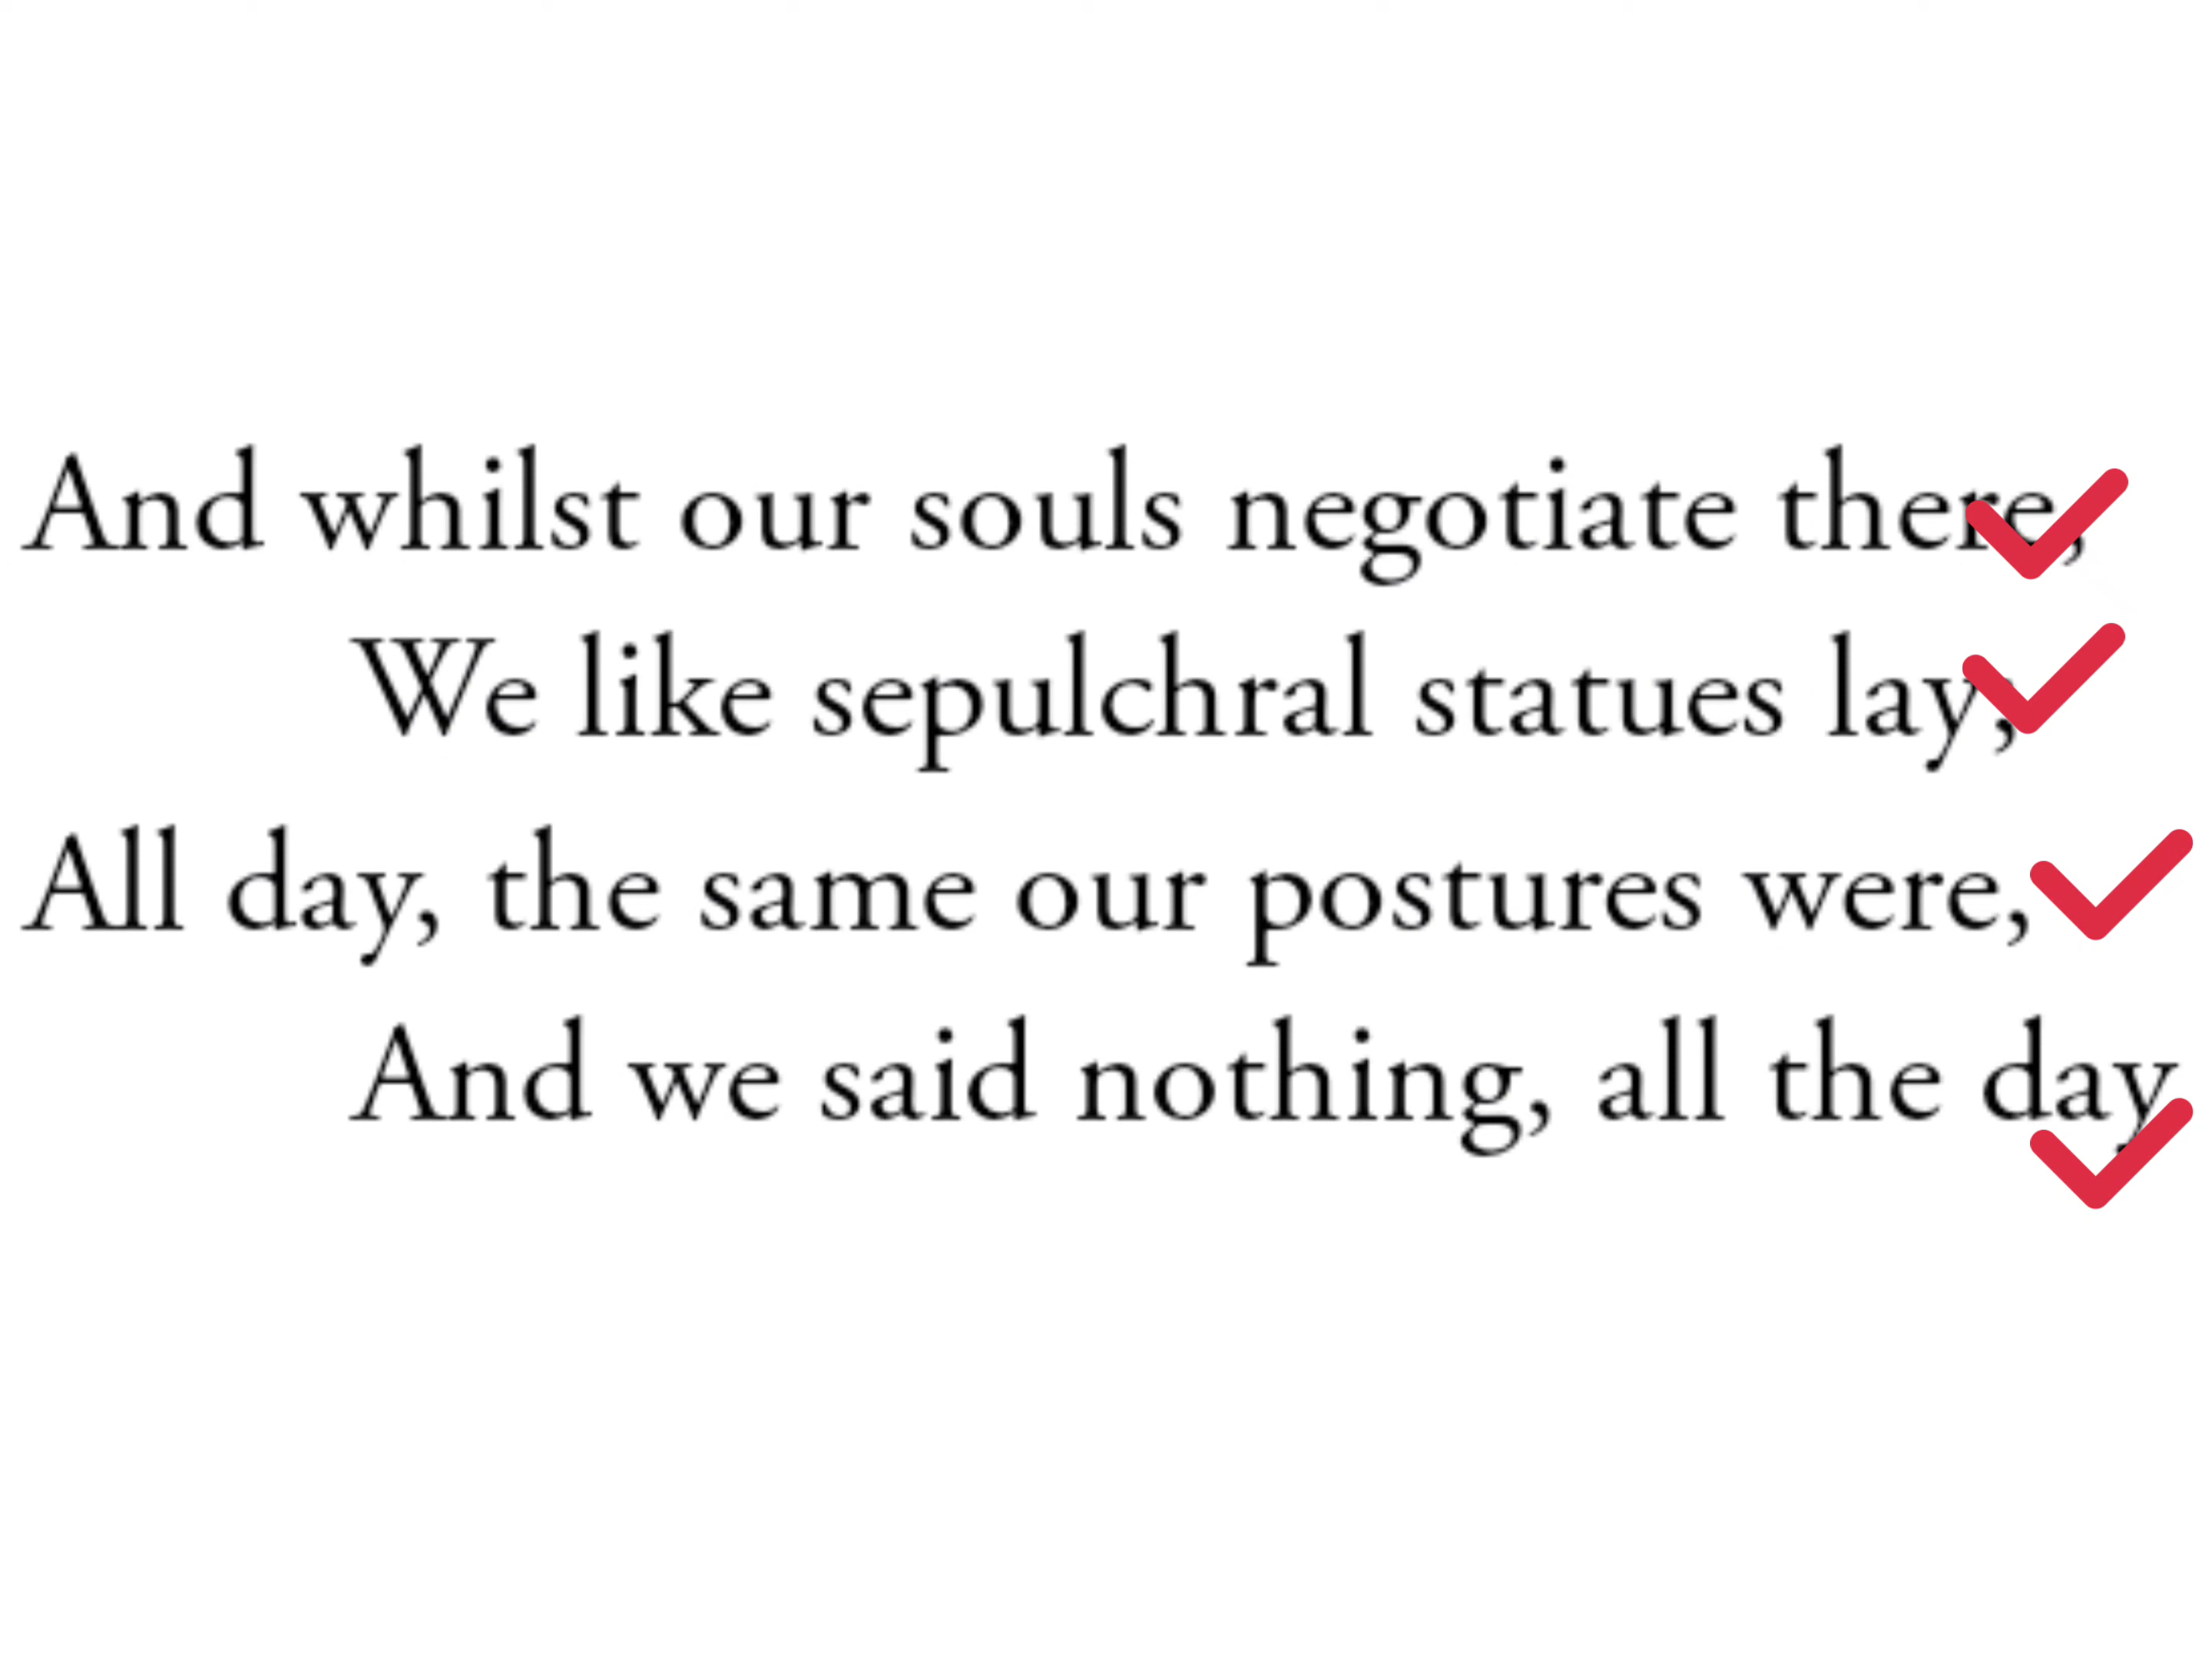 And whilst our souls negotiate there,
We like sepulchral statues lay,
All day, the same our postures were,
And we said nothing, all the day